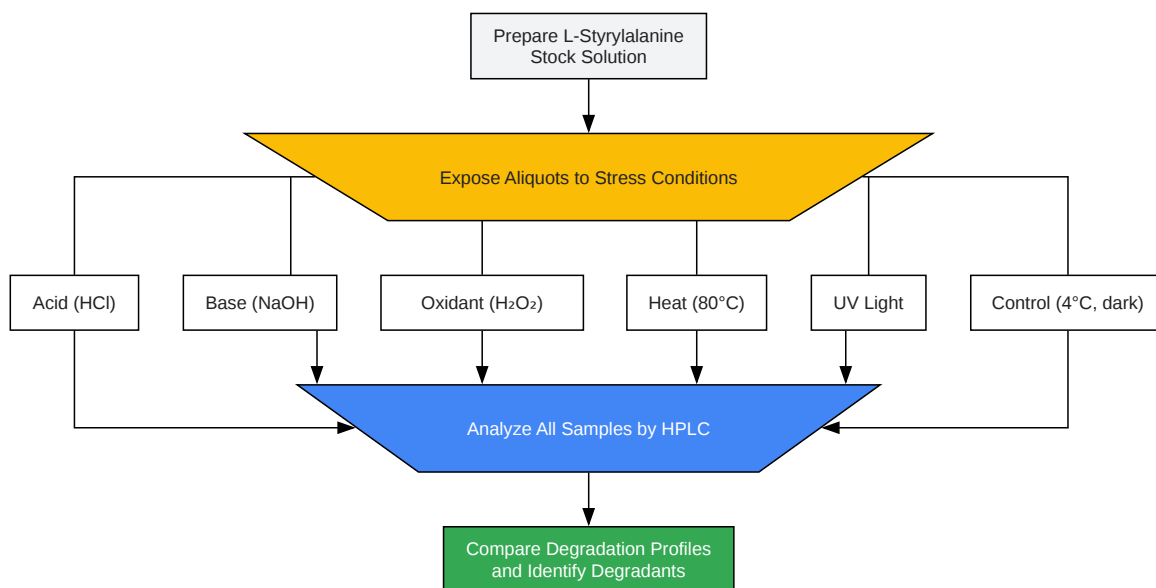 Prepare L-Styrylalanine
Stock Solution
Expose Aliquots to Stress Conditions
Acid (HCl)
Base (NaOH)
Oxidant (H₂O₂)
Heat (80°C)
UV Light
Control (4°C, dark)
Analyze All Samples by HPLC
Compare Degradation Profiles
and Identify Degradants